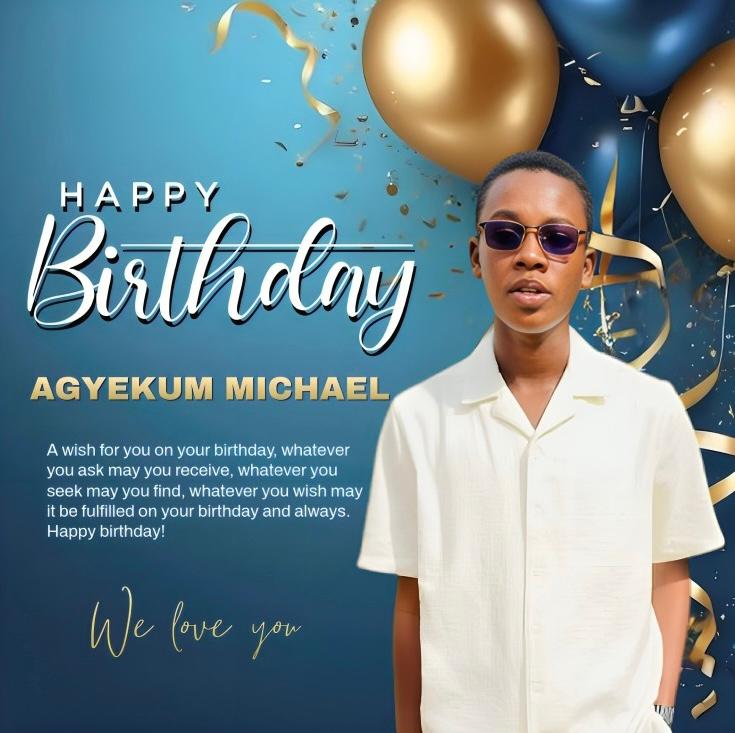 HAPPY
Birthday
AGYEKUM MICHAEL
A wish for you on your birthday, whatever
you ask may you receive, whatever you
seek may you find, whatever you wish may
it be fulfilled on your birthday and always.
Happy birthday!
We love you